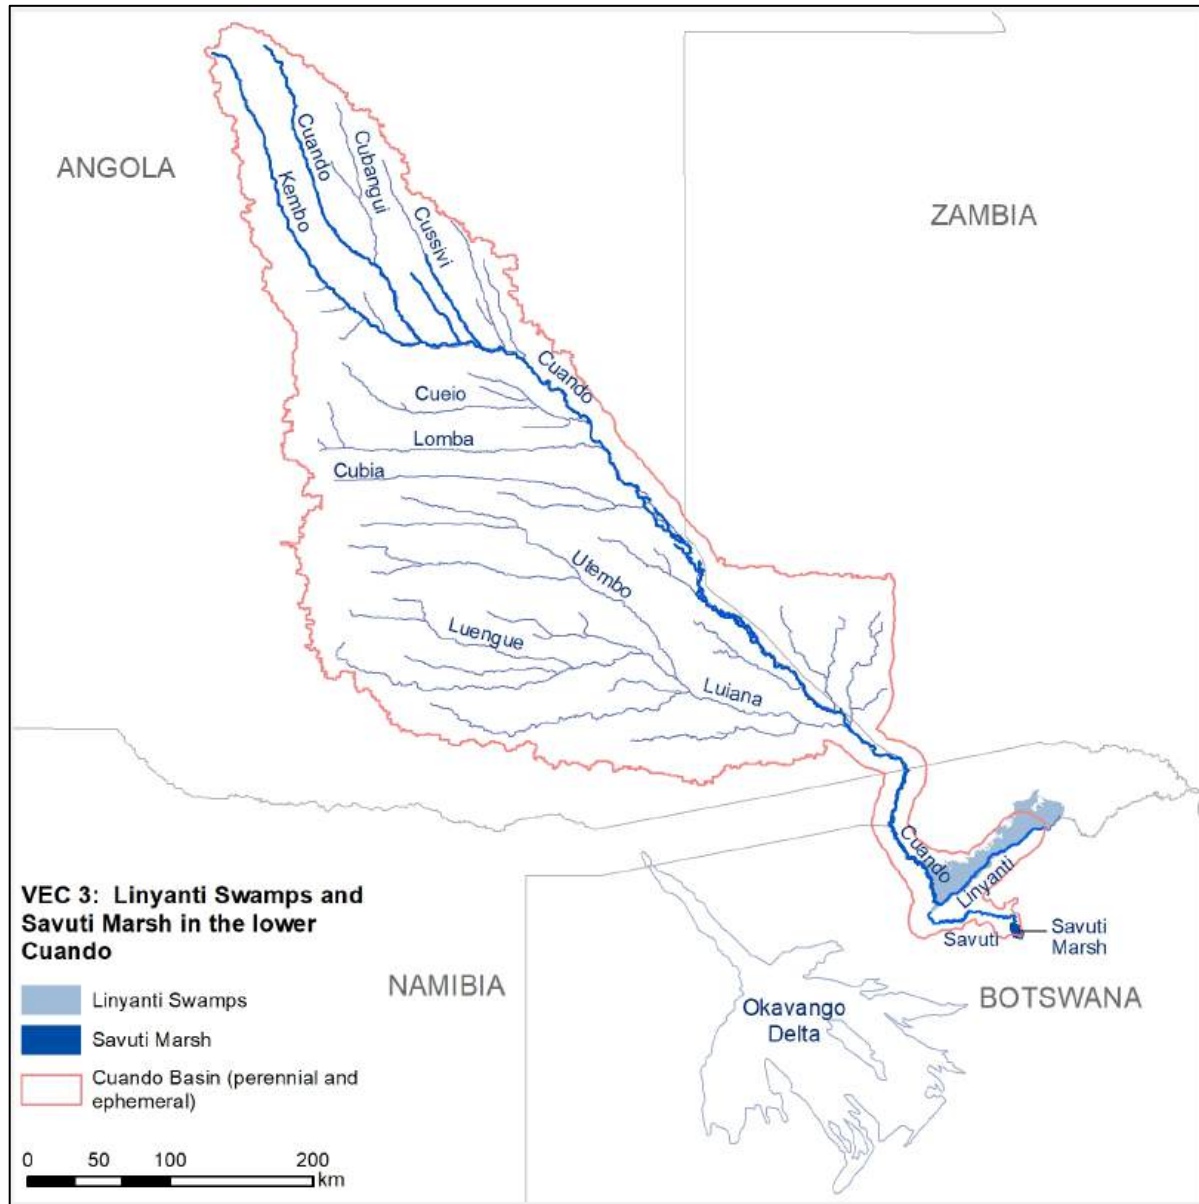 ANGOLA
ZAMBIA
Cuando
Cubangui
Kembo
Cussivi
Cuando
Cueio
Lomba
Cubia
Utembo
Luengue
Luiana
Cuando
Linyanti
Savuti
Savuti
Marsh
NAMIBIA
BOTSWANA
Okavango
Delta
VEC 3: Linyanti Swamps and
Savuti Marsh in the lower
Cuando
Linyanti Swamps
Savuti Marsh
Cuando Basin (perennial and
ephemeral)
0 50 100 200
km